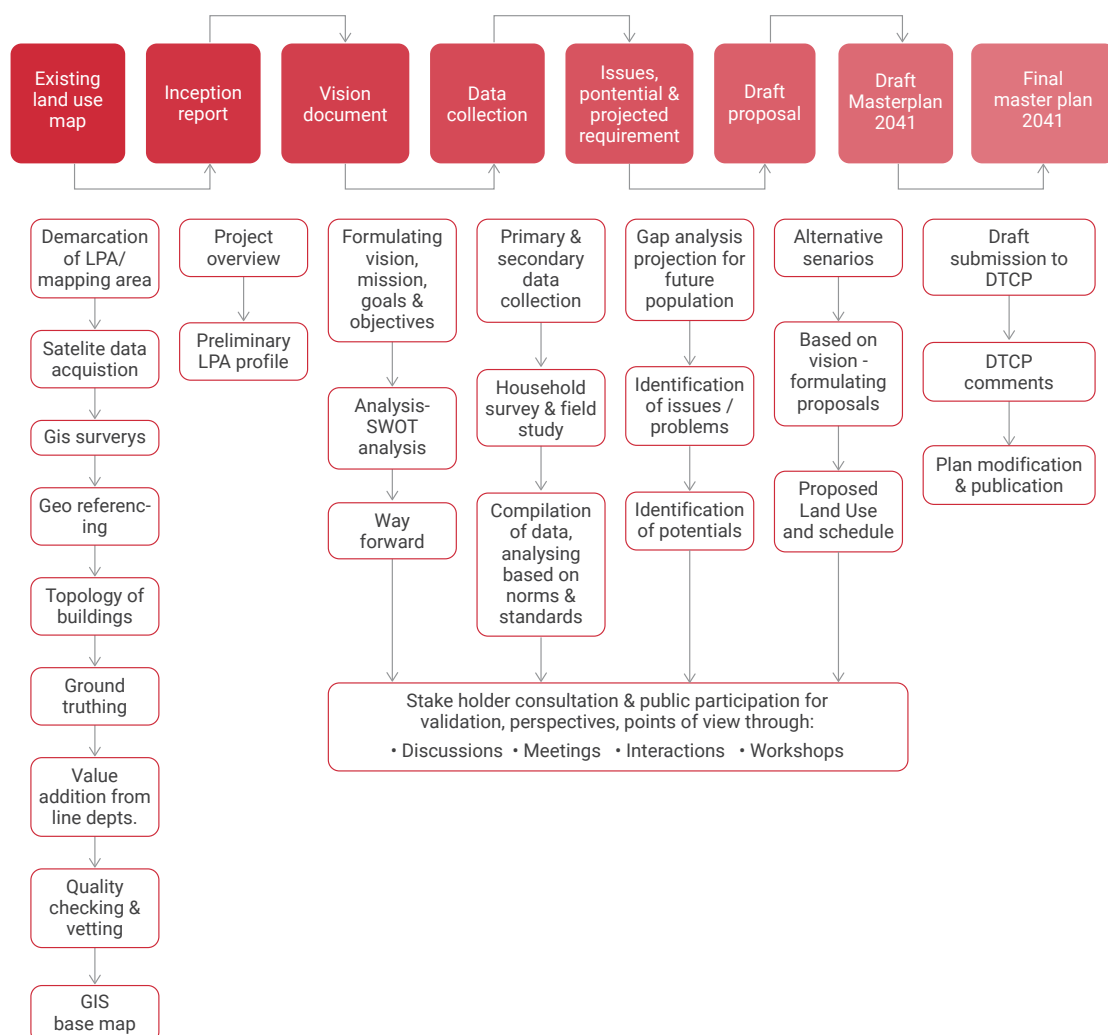 Existing
land use
map
Inception
report
Vision
document
Data
collection
Issues,
pontential &
projected
requirement
Draft
proposal
Draft
Masterplan
2041
Final
master plan
2041
Demarcation
of LPA/
mapping area
Satelite data
acquistion
Gis surverys
Geo referenc-
ing
Topology of
buildings
Ground
truthing
Value
addition from
line depts.
Quality
checking &
vetting
GIS
base map
Project
overview
Preliminary
LPA profile
Formulating
vision,
mission,
goals &
objectives
Analysis-
SWOT
analysis
Way
forward
Primary &
secondary
data
collection
Household
survey & field
study
Compilation
of data,
analysing
based on
norms &
standards
Gap analysis
projection for
future
population
Identification
of issues /
problems
Identification
of potentials
Alternative
senarios
Based on
vision -
formulating
proposals
Proposed
Land Use
and schedule
Draft
submission to
DTCP
DTCP
comments
Plan modification
& publication
Stake holder consultation & public participation for
validation, perspectives, points of view through:
• Discussions • Meetings • Interactions • Workshops